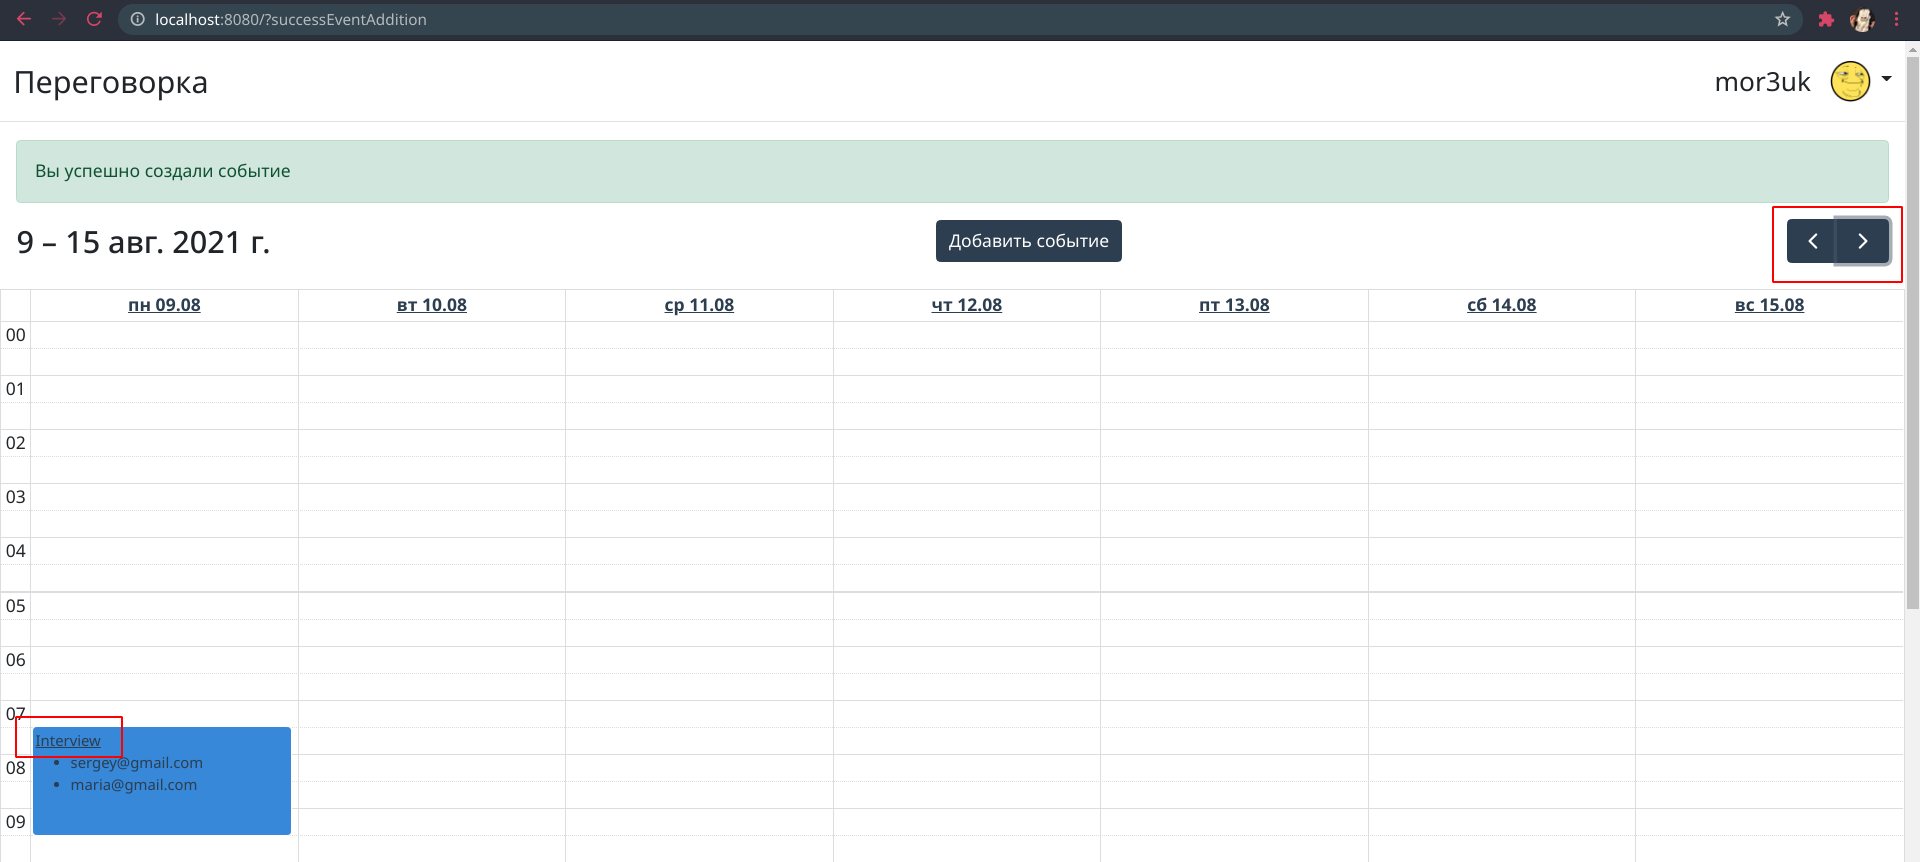 localhost:8080/?successEventAddition
Переговорка
mor3uk
Вы успешно создали событие
9 – 15 авг. 2021 г.
Добавить событие
пн 09.08 вт 10.08 ср 11.08 чт 12.08 пт 13.08 сб 14.08 вс 15.08
00
01
02
03
04
05
06
07
Interview
sergey@gmail.com
08
maria@gmail.com
09